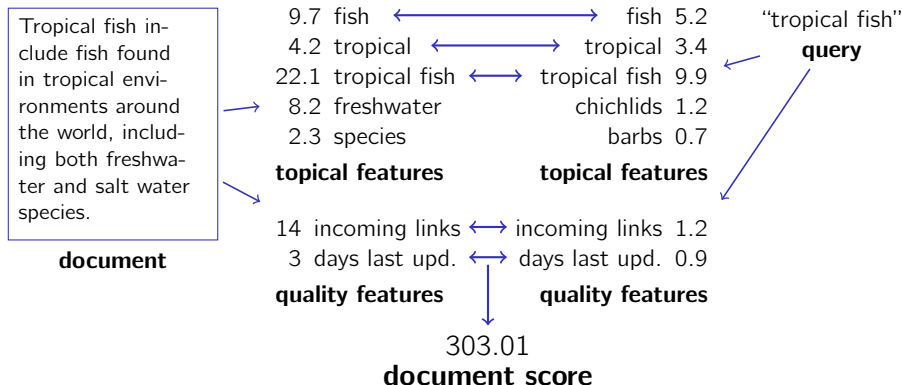 Tropical fish in-
clude fish found
in tropical envi-
ronments around
the world, includ-
ing both freshwa-
ter and salt water
species.
document
9.7 fish
4.2 tropical
22.1 tropical fish
8.2 freshwater
2.3 species
topical features
14 incoming links
3 days last upd.
quality features
fish 5.2
tropical 3.4
tropical fish 9.9
chichlids 1.2
barbs 0.7
topical features
incoming links 1.2
days last upd. 0.9
quality features
“tropical fish”
query
303.01
document score